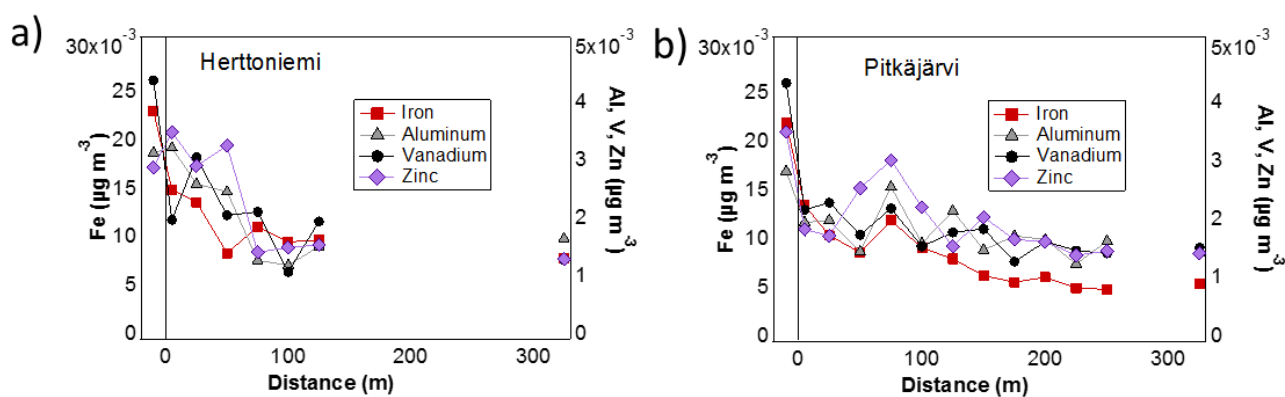 a)
30x10⁻³
25
20
15
10
5
0
Fe (µg m⁻³)
Herttoniemi
Iron
Aluminum
Vanadium
Zinc
5x10⁻³
4
3
2
1
0
Al, V, Zn (µg m⁻³)
0 100 200 300
Distance (m)
b)
30x10⁻³
25
20
15
10
5
0
Fe (µg m⁻³)
Pitkäjärvi
Iron
Aluminum
Vanadium
Zinc
5x10⁻³
4
3
2
1
0
Al, V, Zn (µg m⁻³)
0 100 200 300
Distance (m)